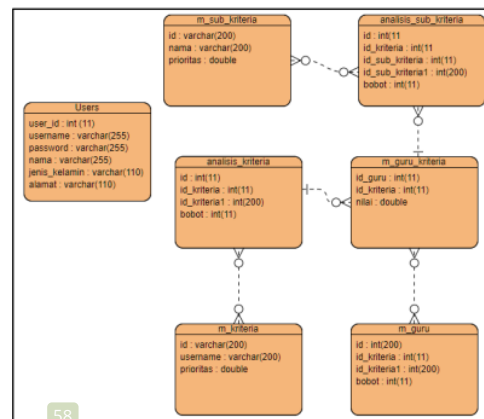 m_sub_kriteria
id : varchar(200)
nama : varchar(200)
prioritas : double
analisis_sub_kriteria
id : int(11
id_kriteria : int(11
id_sub_kriteria : int(11)
id_sub_kriteria1 : int(200)
bobot : int(11)
Users
user_id : int (11)
username : varchar(255)
password : varchar(255)
nama : varchar(255)
jenis_kelamin : varchar(110)
alamat : varchar(110)
analisis_kriteria
id : int(11)
id_kriteria : int(11)
id_kriteria1 : int(200)
bobot : int(11)
m_guru_kriteria
id_guru : int(11)
id_kriteria : int(11)
nilai : double
m_kriteria
id : varchar(200)
username : varchar(200)
prioritas : double
m_guru
id : int(200)
id_kriteria : int(11)
id_kriteria1 : int(200)
bobot : int(11)
58